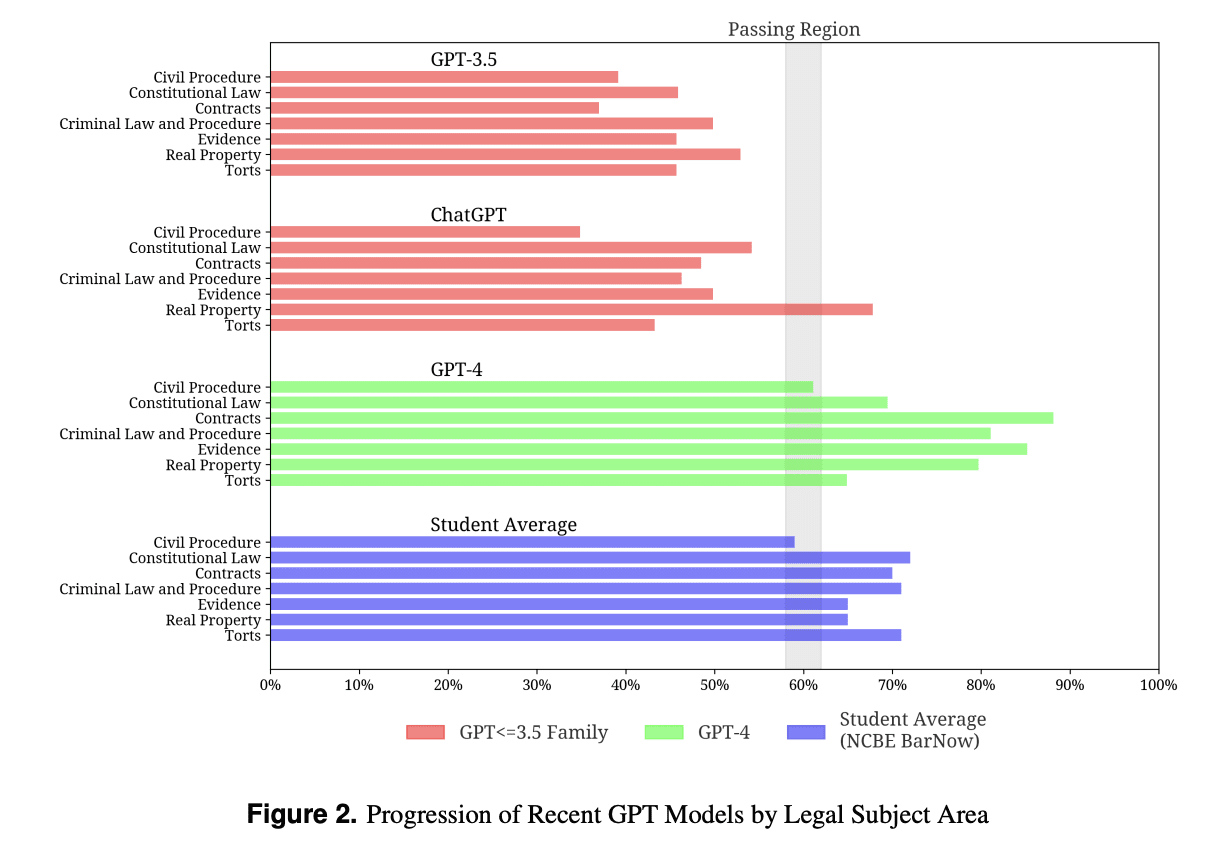 Passing Region
GPT-3.5
Civil Procedure
Constitutional Law
Contracts
Criminal Law and Procedure
Evidence
Real Property
Torts
ChatGPT
Civil Procedure
Constitutional Law
Contracts
Criminal Law and Procedure
Evidence
Real Property
Torts
GPT-4
Civil Procedure
Constitutional Law
Contracts
Criminal Law and Procedure
Evidence
Real Property
Torts
Student Average
Civil Procedure
Constitutional Law
Contracts
Criminal Law and Procedure
Evidence
Real Property
Torts
0% 10% 20% 30% 40% 50% 60% 70% 80% 90% 100%
GPT<=3.5 Family GPT-4 Student Average
(NCBE BarNow)
Figure 2. Progression of Recent GPT Models by Legal Subject Area